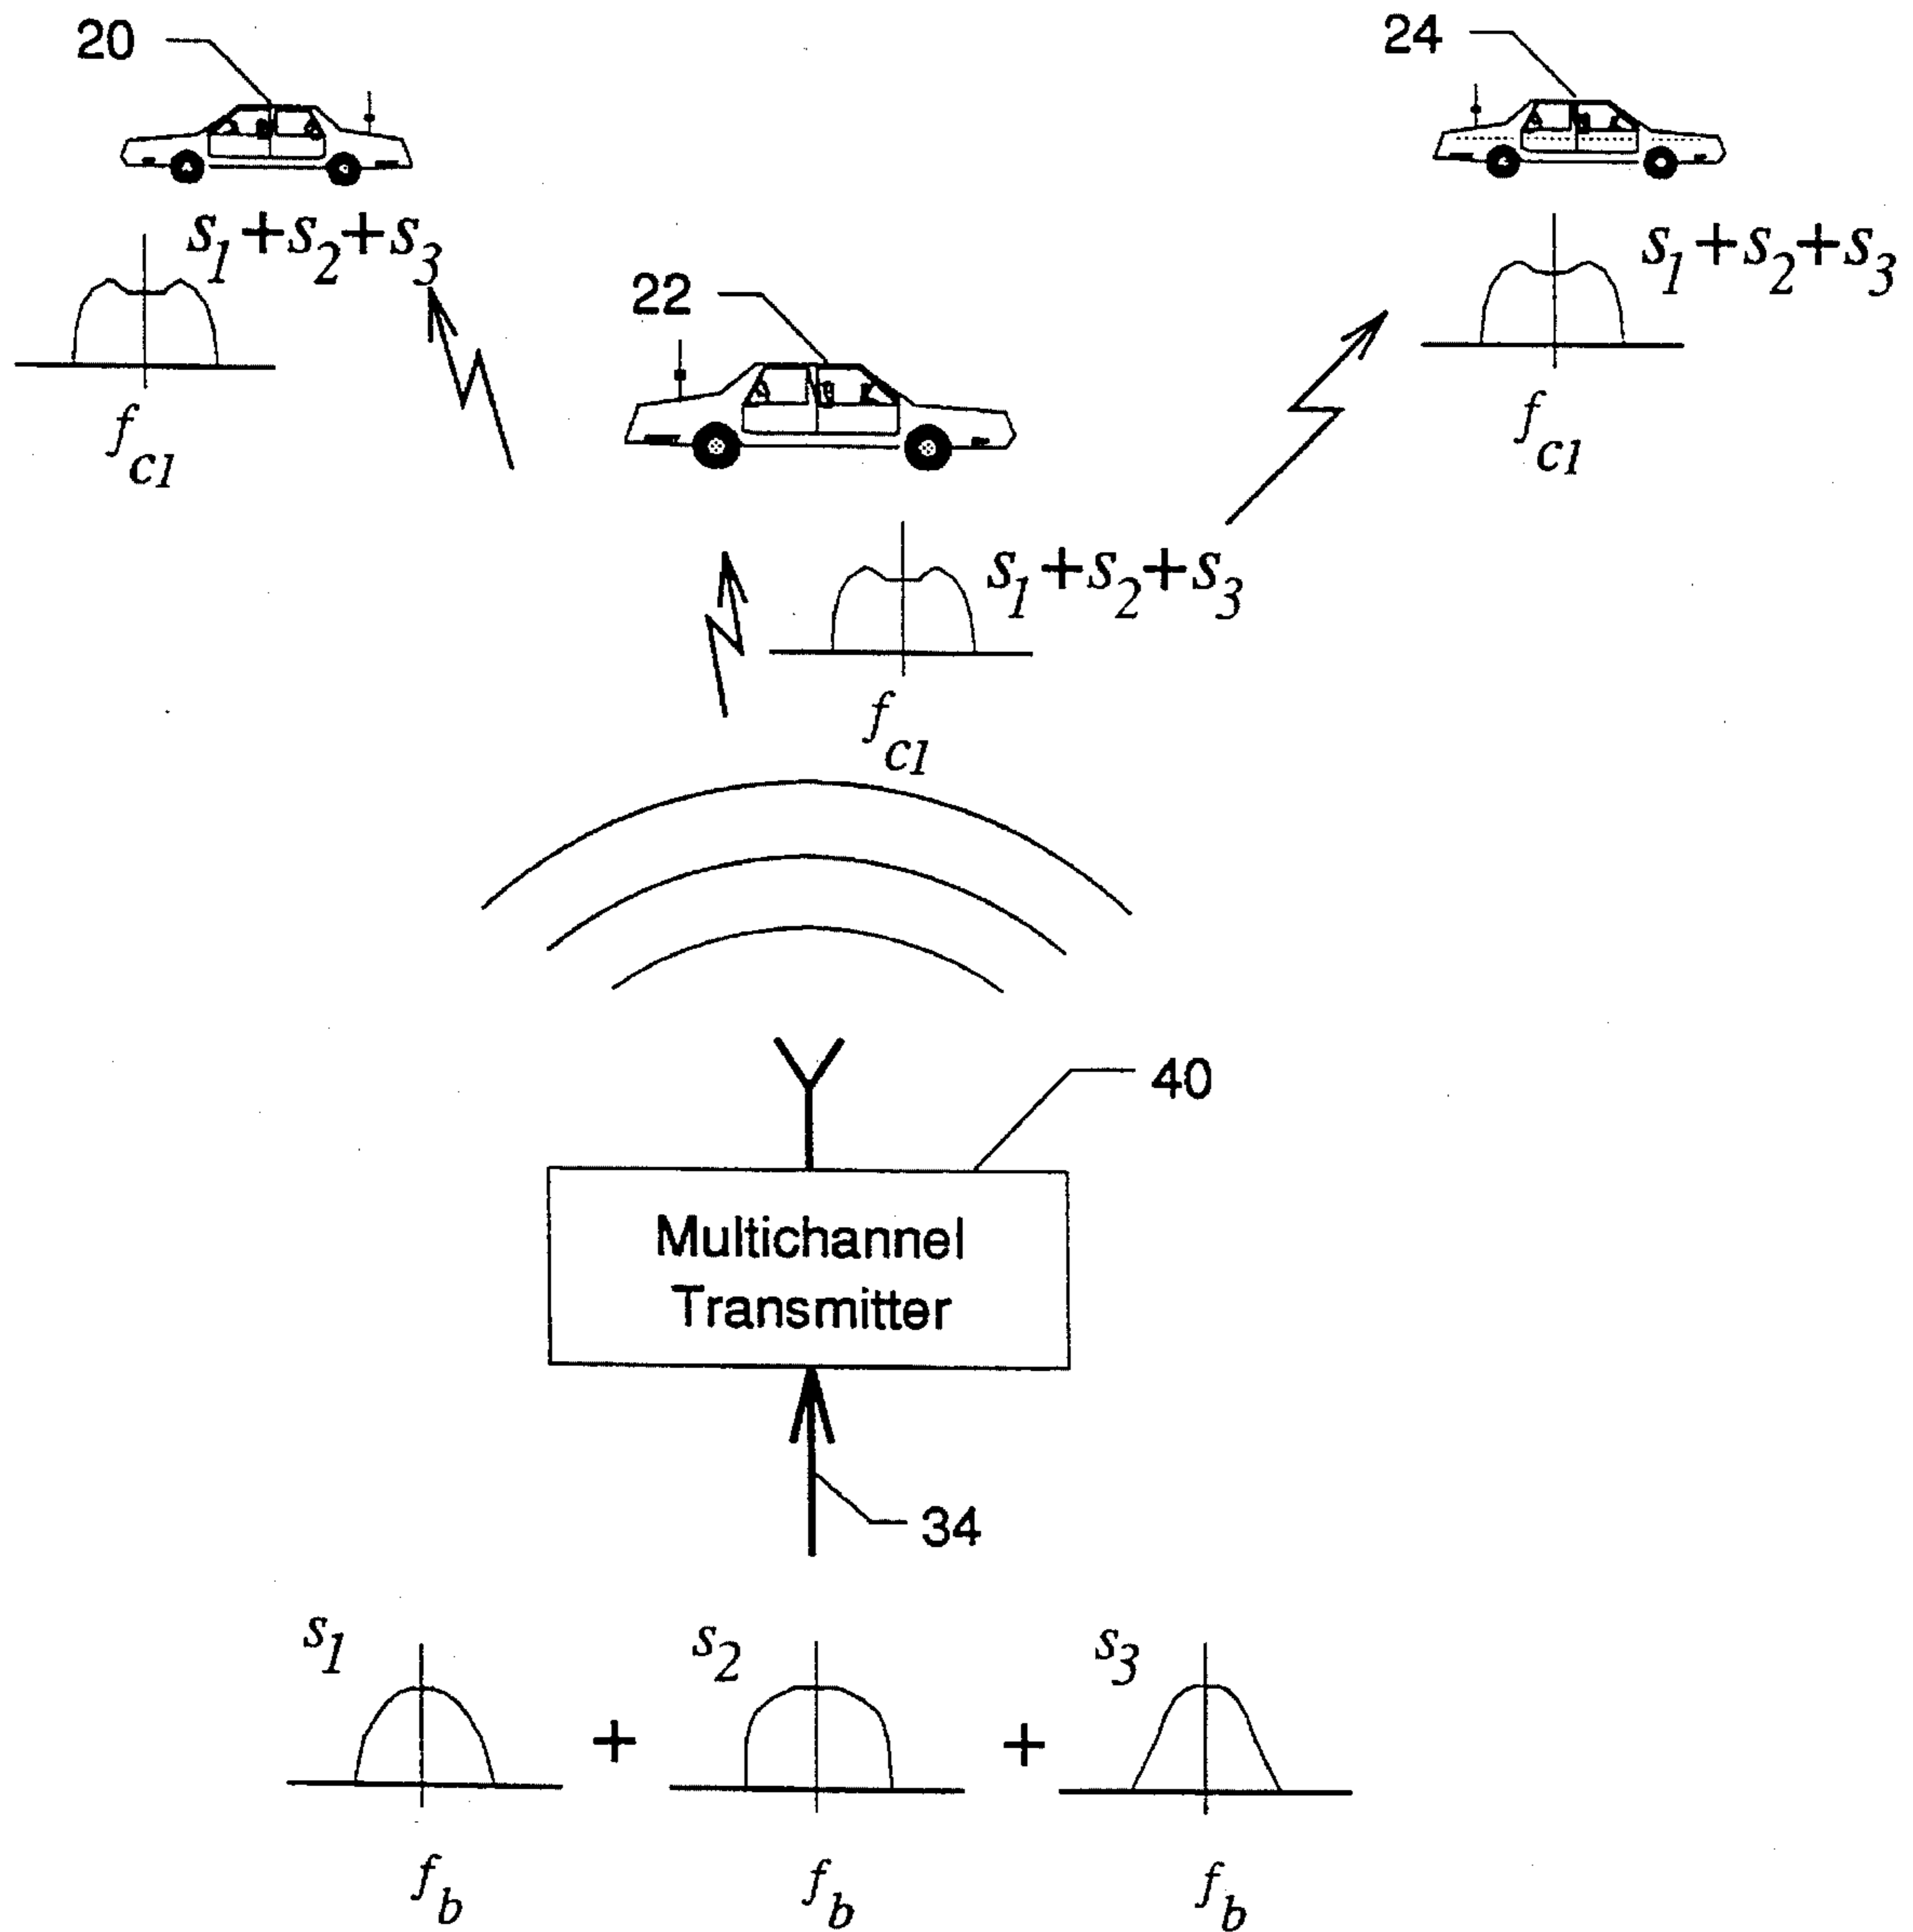 20
24
s1+s2+s3
s1+s2+s3
22
fc1
fc1
s1+s2+s3
fc1
40
Multichannel
Transmitter
34
s1
s2
s3
+
+
fb
fb
fb